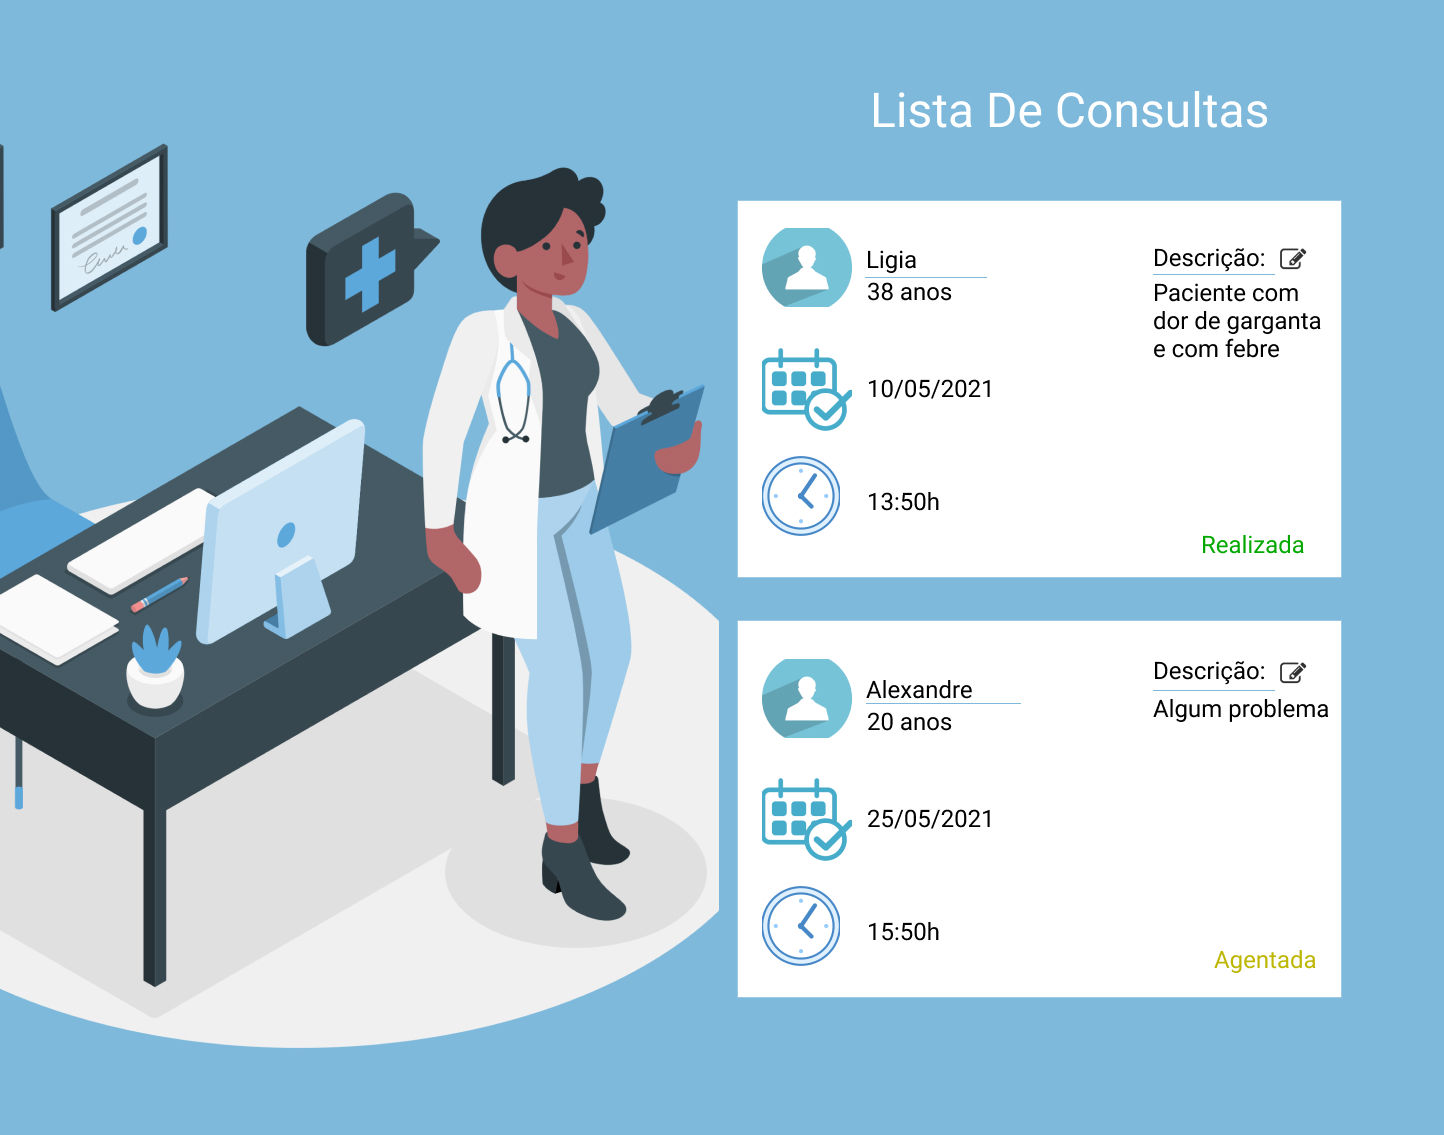 Lista De Consultas
Ligia
38 anos
10/05/2021
13:50h
Descrição:
Paciente com
dor de garganta
e com febre
Realizada
Alexandre
20 anos
25/05/2021
15:50h
Descrição:
Algum problema
Agentada